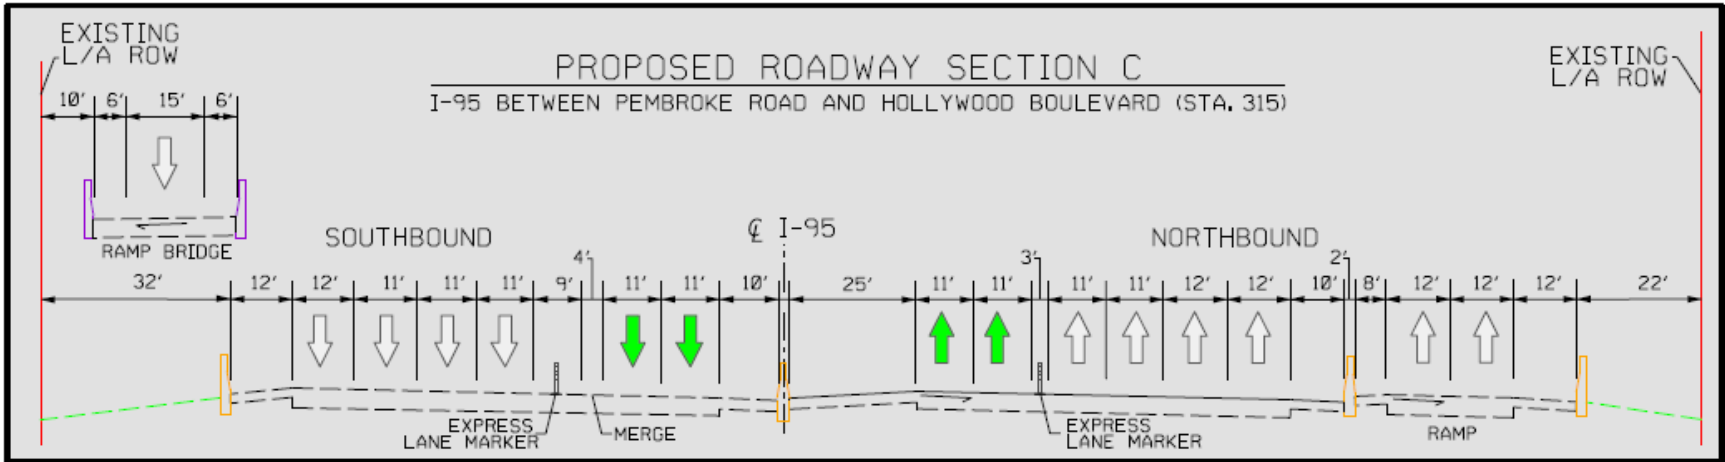 EXISTING
L/A ROW
PROPOSED ROADWAY SECTION C
I-95 BETWEEN PEMBROKE ROAD AND HOLLYWOOD BOULEVARD (STA. 315)
EXISTING
L/A ROW
10' 6' 15' 6'
RAMP BRIDGE
SOUTHBOUND
℄ I-95
NORTHBOUND
4' 3' 2'
32' 12' 12' 11' 11' 11' 9' 11' 11' 10' 25' 11' 11' 11' 11' 12' 12' 10' 8' 12' 12' 12' 22'
EXPRESS
LANE MARKER
MERGE
EXPRESS
LANE MARKER
RAMP